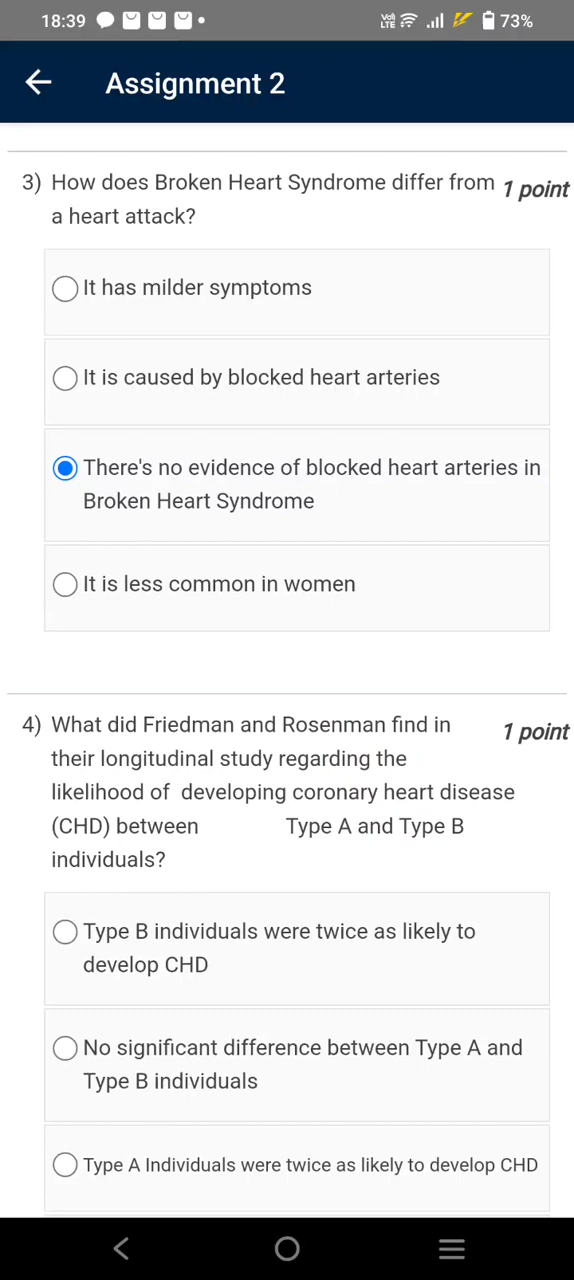 18:39
Vo) LTE
73%
Assignment 2
3) How does Broken Heart Syndrome differ from 1 point
a heart attack?
It has milder symptoms
It is caused by blocked heart arteries
There's no evidence of blocked heart arteries in
Broken Heart Syndrome
It is less common in women
4) What did Friedman and Rosenman find in 1 point
their longitudinal study regarding the
likelihood of developing coronary heart disease
(CHD) between Type A and Type B
individuals?
Type B individuals were twice as likely to
develop CHD
No significant difference between Type A and
Type B individuals
Type A Individuals were twice as likely to develop CHD